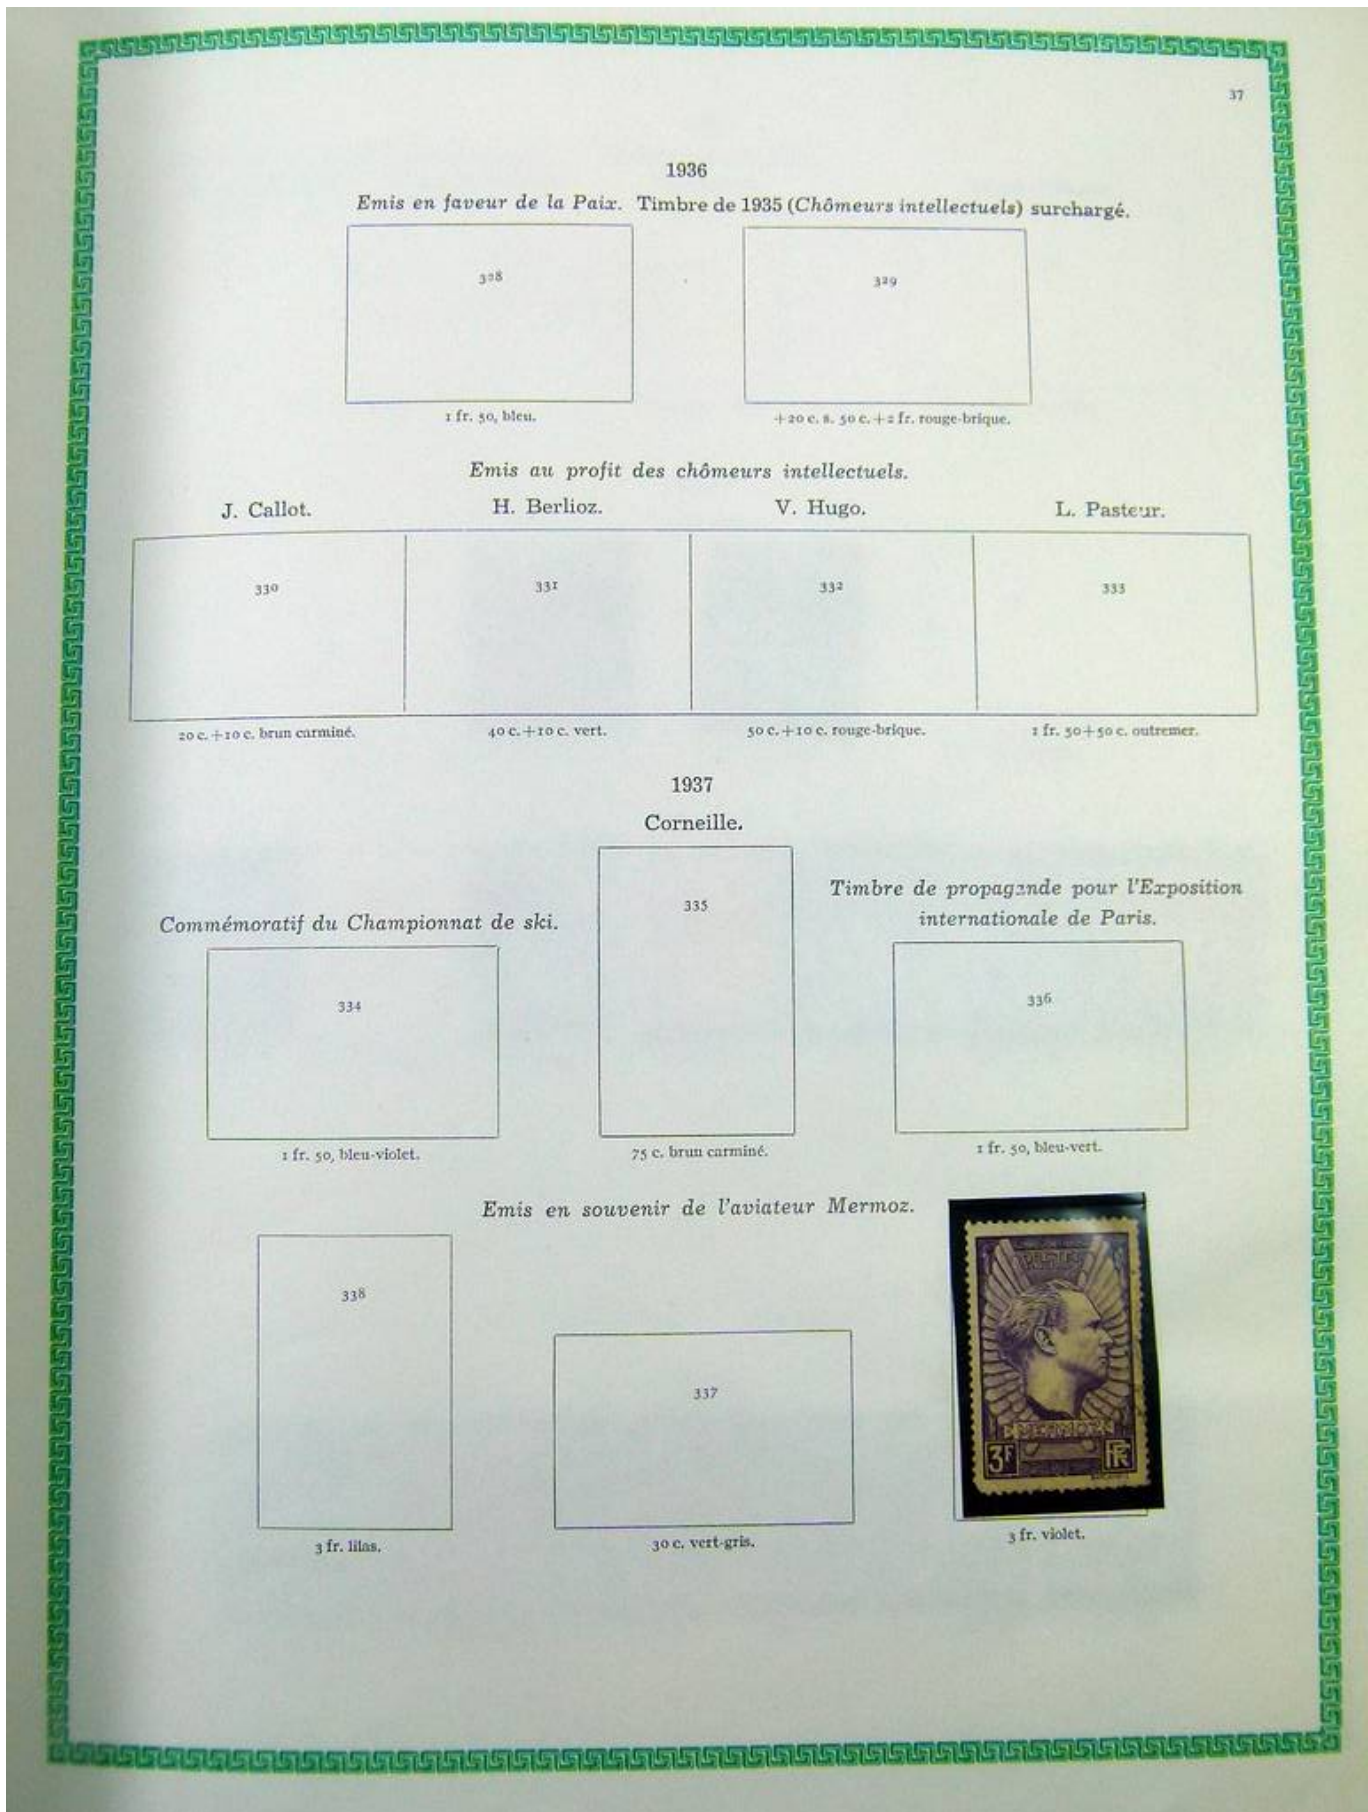 37
1936
Emis en faveur de la Paix. Timbre de 1935 (Chômeurs intellectuels) surchargé.
328
329
1 fr. 50, bleu.
+20 c. s. 50 c.+2 fr. rouge-brique.
Emis au profit des chômeurs intellectuels.
J. Callot.
H. Berlioz.
V. Hugo.
L. Pasteur.
330
331
332
333
20 c.+10 c. brun carminé.
40 c.+10 c. vert.
50 c.+10 c. rouge-brique.
1 fr. 50+50 c. outremer.
1937
Corneille.
335
Timbre de propagande pour l'Exposition
internationale de Paris.
Commémoratif du Championnat de ski.
334
336
1 fr. 50, bleu-violet.
75 c. brun carminé.
1 fr. 50, bleu-vert.
Emis en souvenir de l'aviateur Mermoz.
338
337
POSTES
MERMOZ
3F
RF
3 fr. lilas.
30 c. vert-gris.
3 fr. violet.